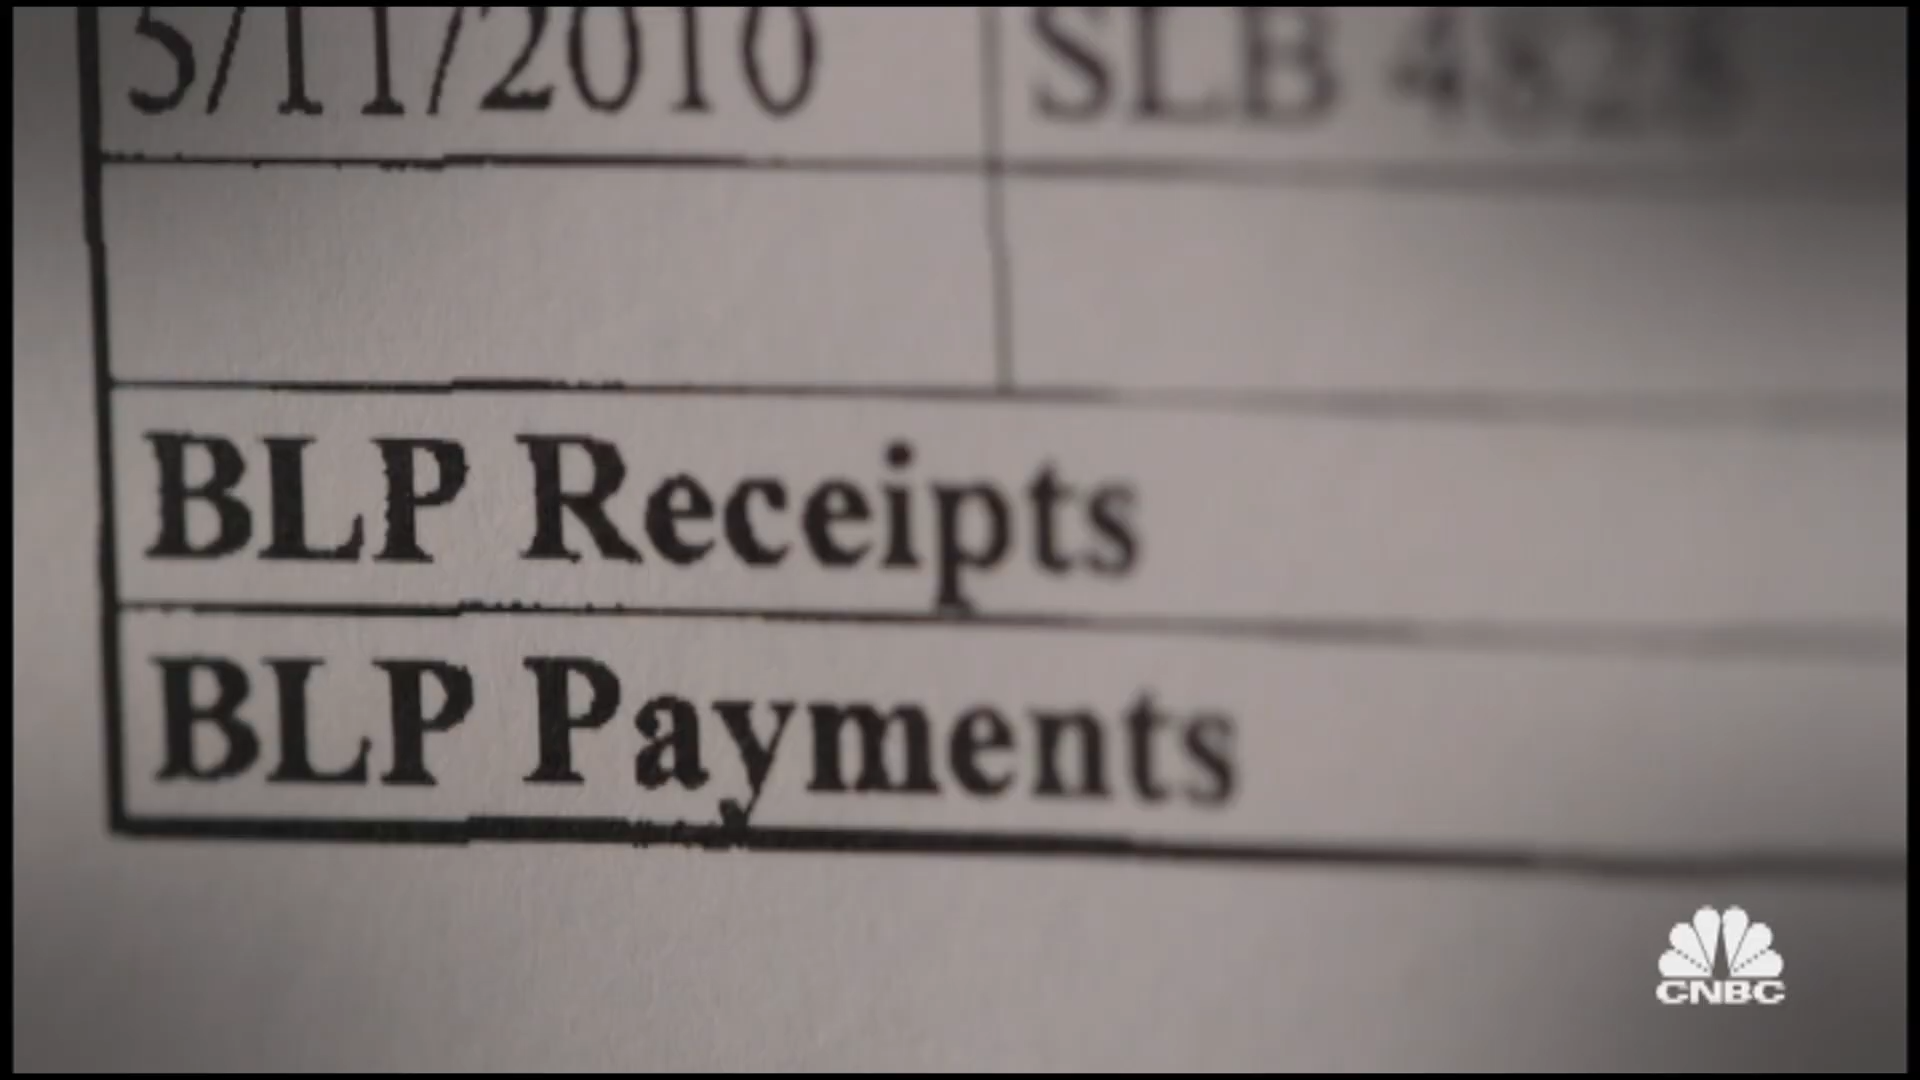 5/11/2010 SLB
BLP Receipts
BLP Payments
CNBC